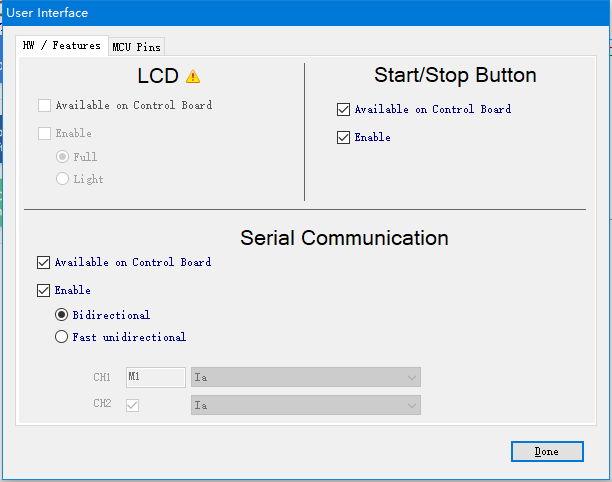 User Interface
HW / Features
MCU Pins
LCD
Available on Control Board
Enable
Full
Light
Start/Stop Button
Available on Control Board
Enable
Serial Communication
Available on Control Board
Enable
Bidirectional
Fast unidirectional
CH1 M1 Ia
CH2 Ia
Done